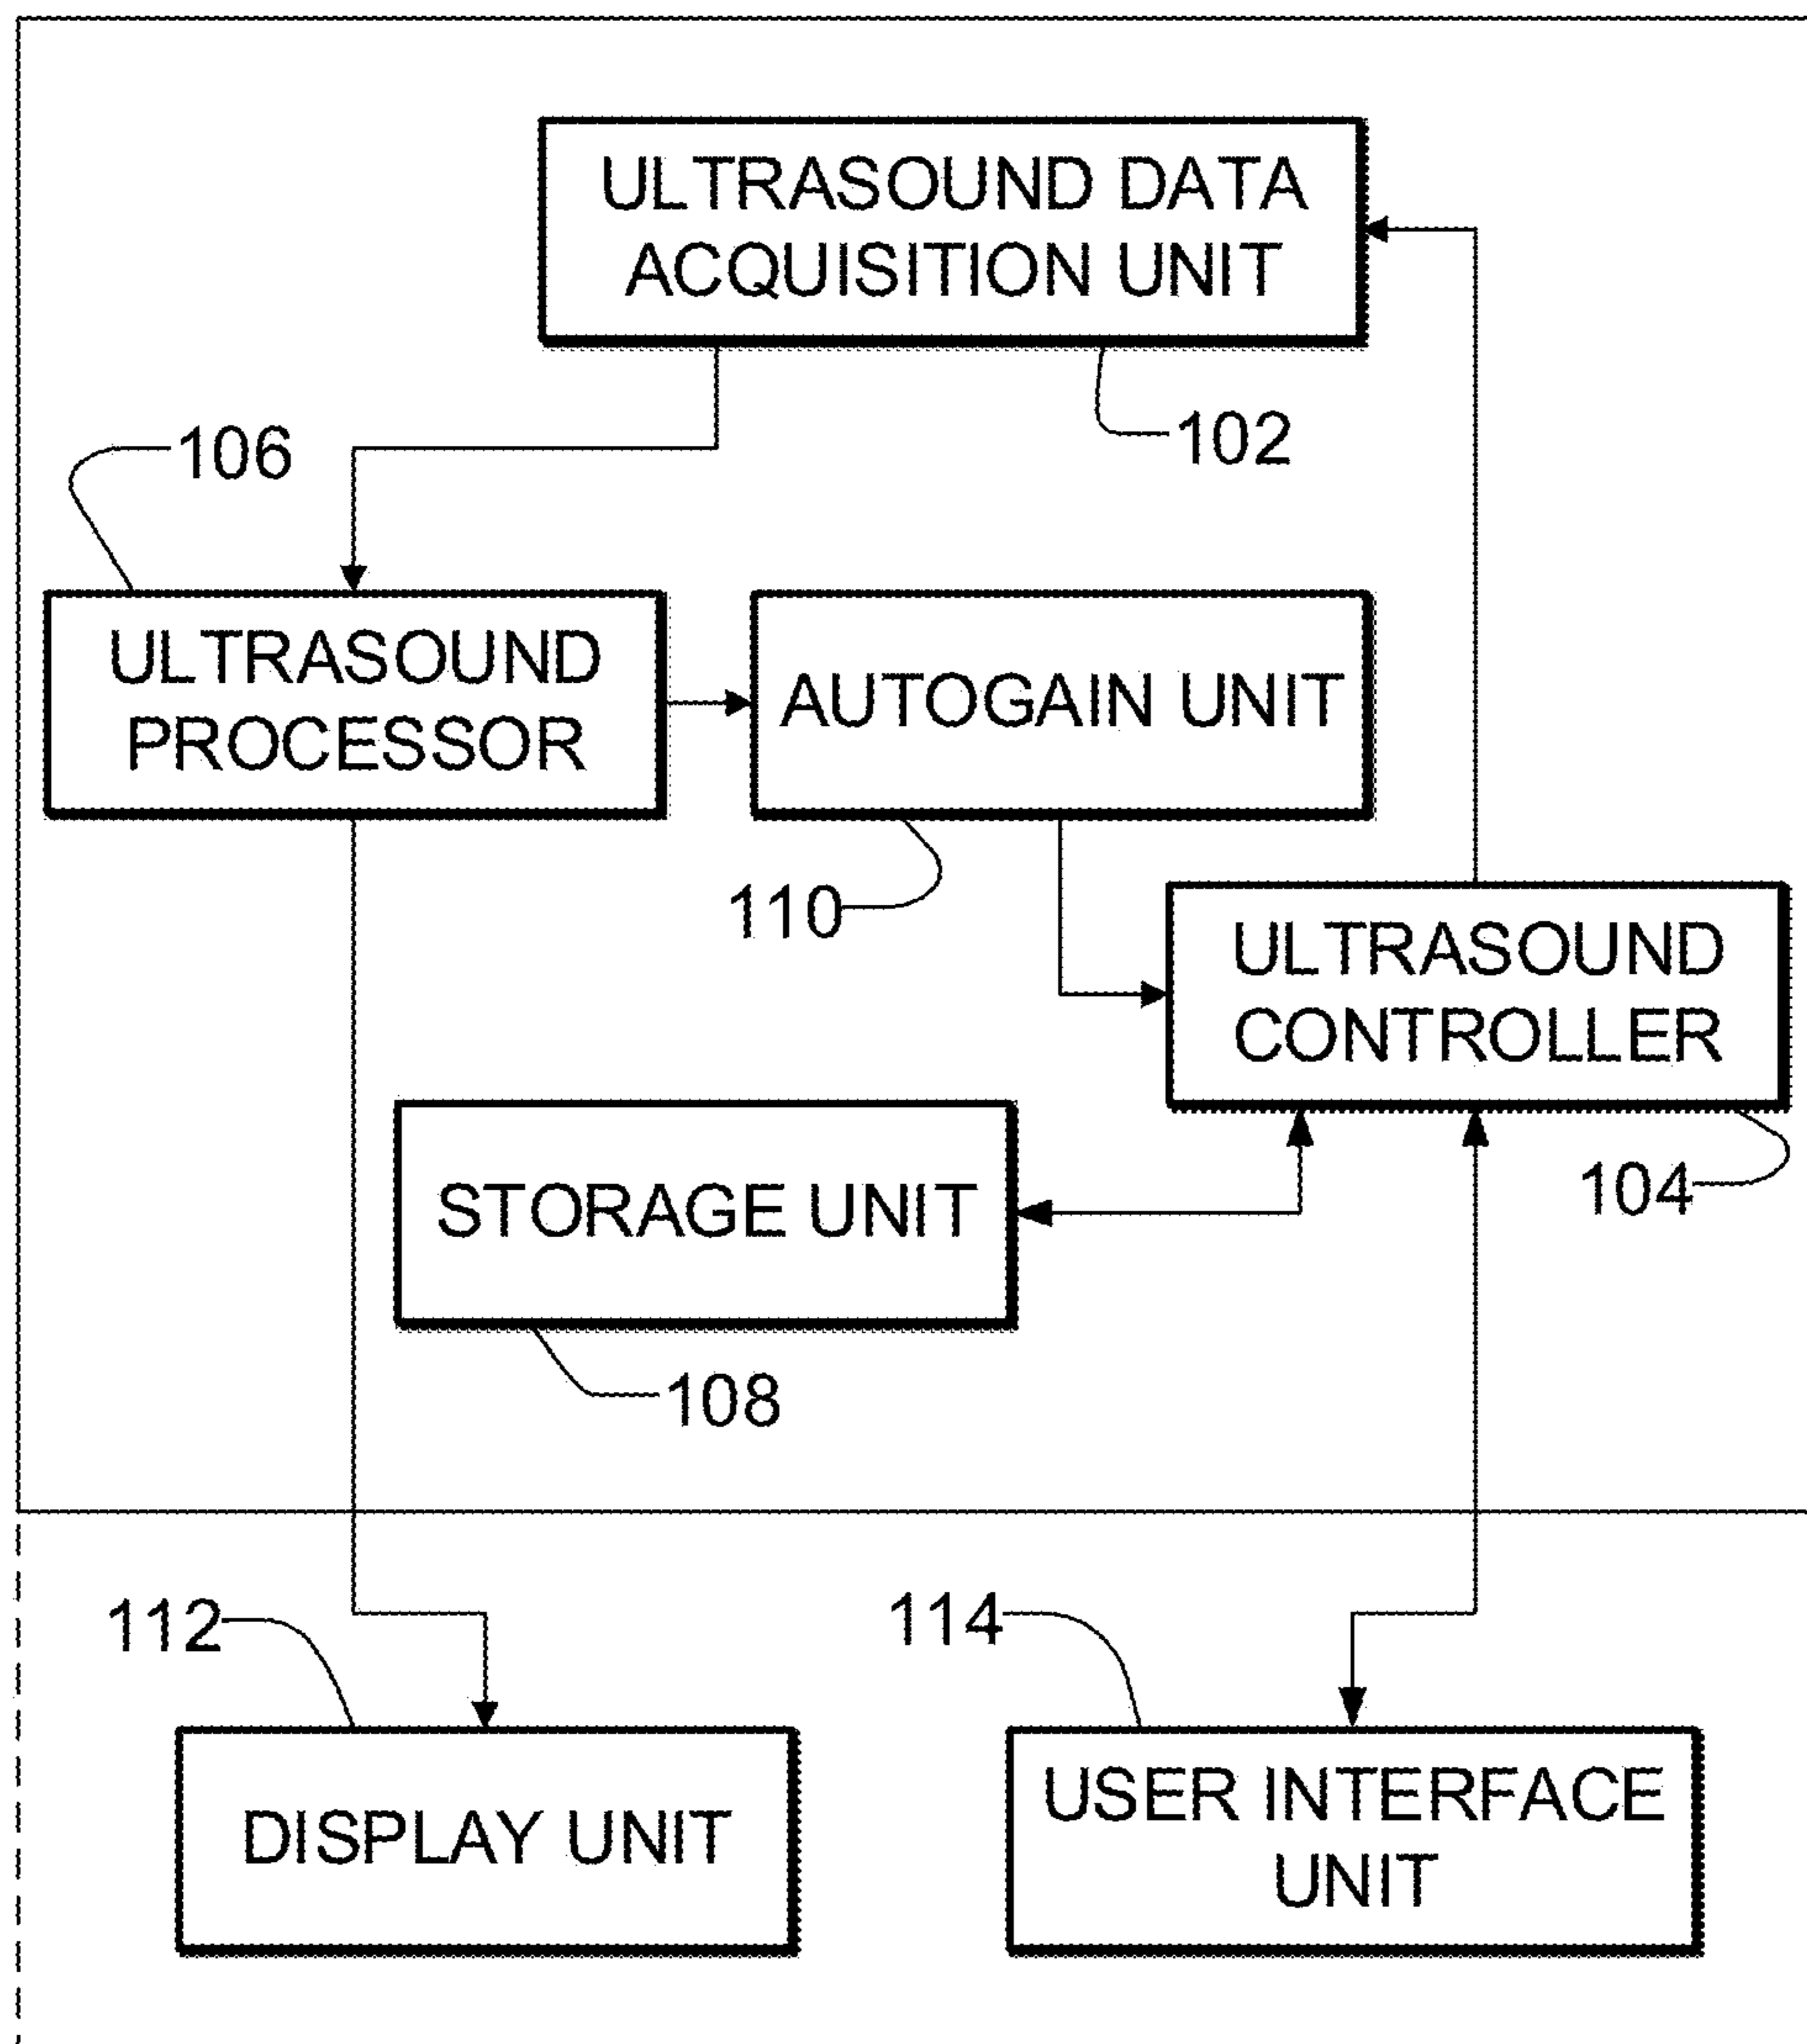 ULTRASOUND DATA
ACQUISITION UNIT
102
106
ULTRASOUND
PROCESSOR
AUTOGAIN UNIT
110
ULTRASOUND
CONTROLLER
104
STORAGE UNIT
108
112
114
DISPLAY UNIT
USER INTERFACE
UNIT